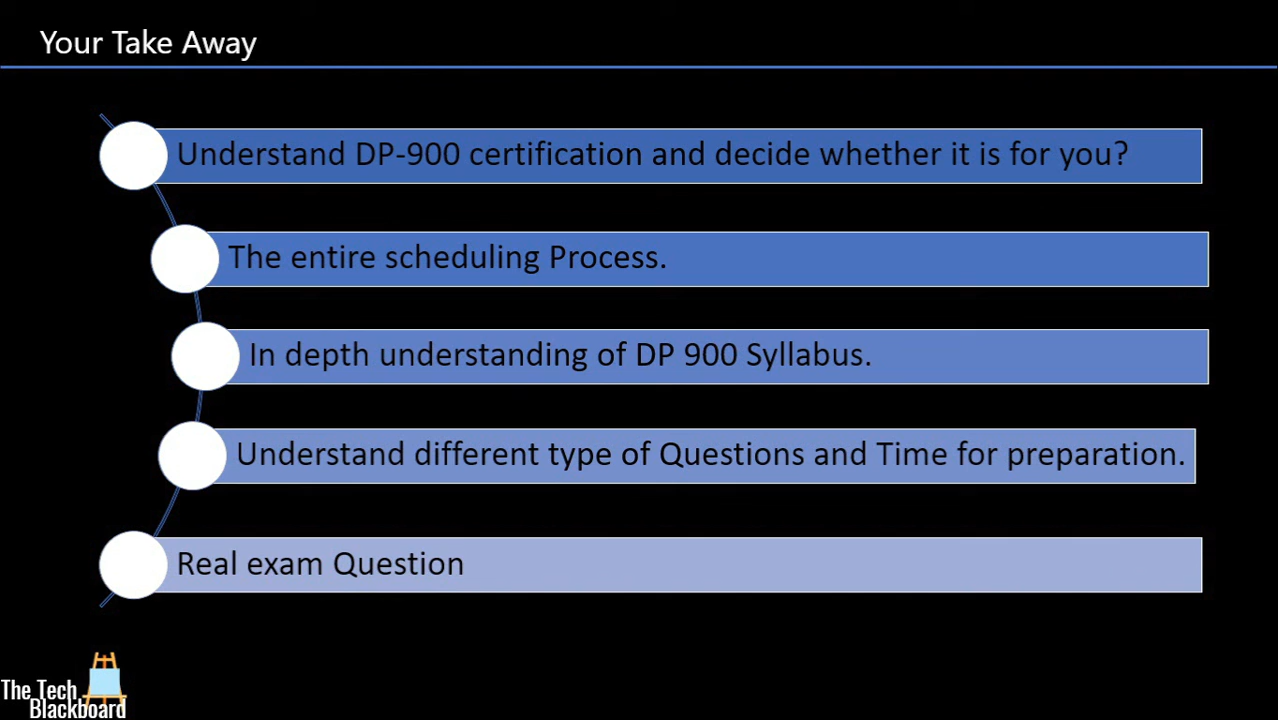 Your Take Away
Understand DP-900 certification and decide whether it is for you?
The entire scheduling Process.
In depth understanding of DP 900 Syllabus.
Understand different type of Questions and Time for preparation.
Real exam Question
The Tech
Blackboard